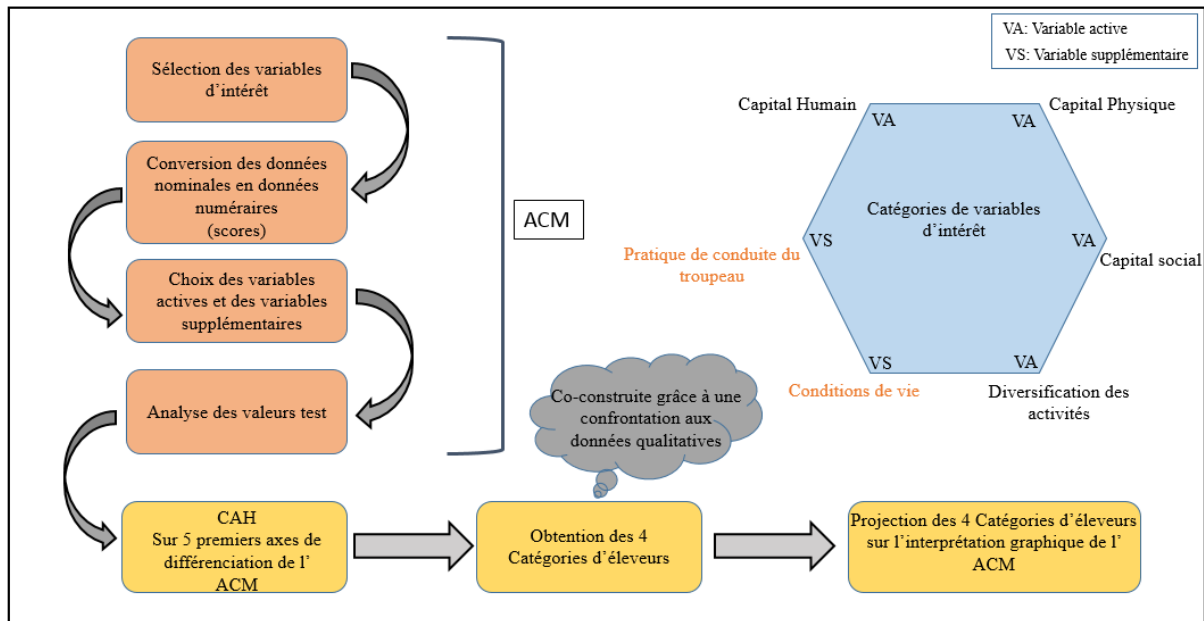 Sélection des variables
d'intérêt
Conversion des données
nominales en données
numéraires
(scores)
Choix des variables
actives et des variables
supplémentaires
Analyse des valeurs test
ACM
VA: Variable active
VS: Variable supplémentaire
Capital Humain
VA
VA
Capital Physique
Catégories de variables
d'intérêt
VS
Pratique de conduite du
troupeau
VA
Capital social
VS
Conditions de vie
VA
Diversification des
activités
Co-construite grâce à une
confrontation aux
données qualitatives
CAH
Sur 5 premiers axes de
différenciation de l'
ACM
Obtention des 4
Catégories d'éleveurs
Projection des 4 Catégories d'éleveurs
sur l'interprétation graphique de l'
ACM